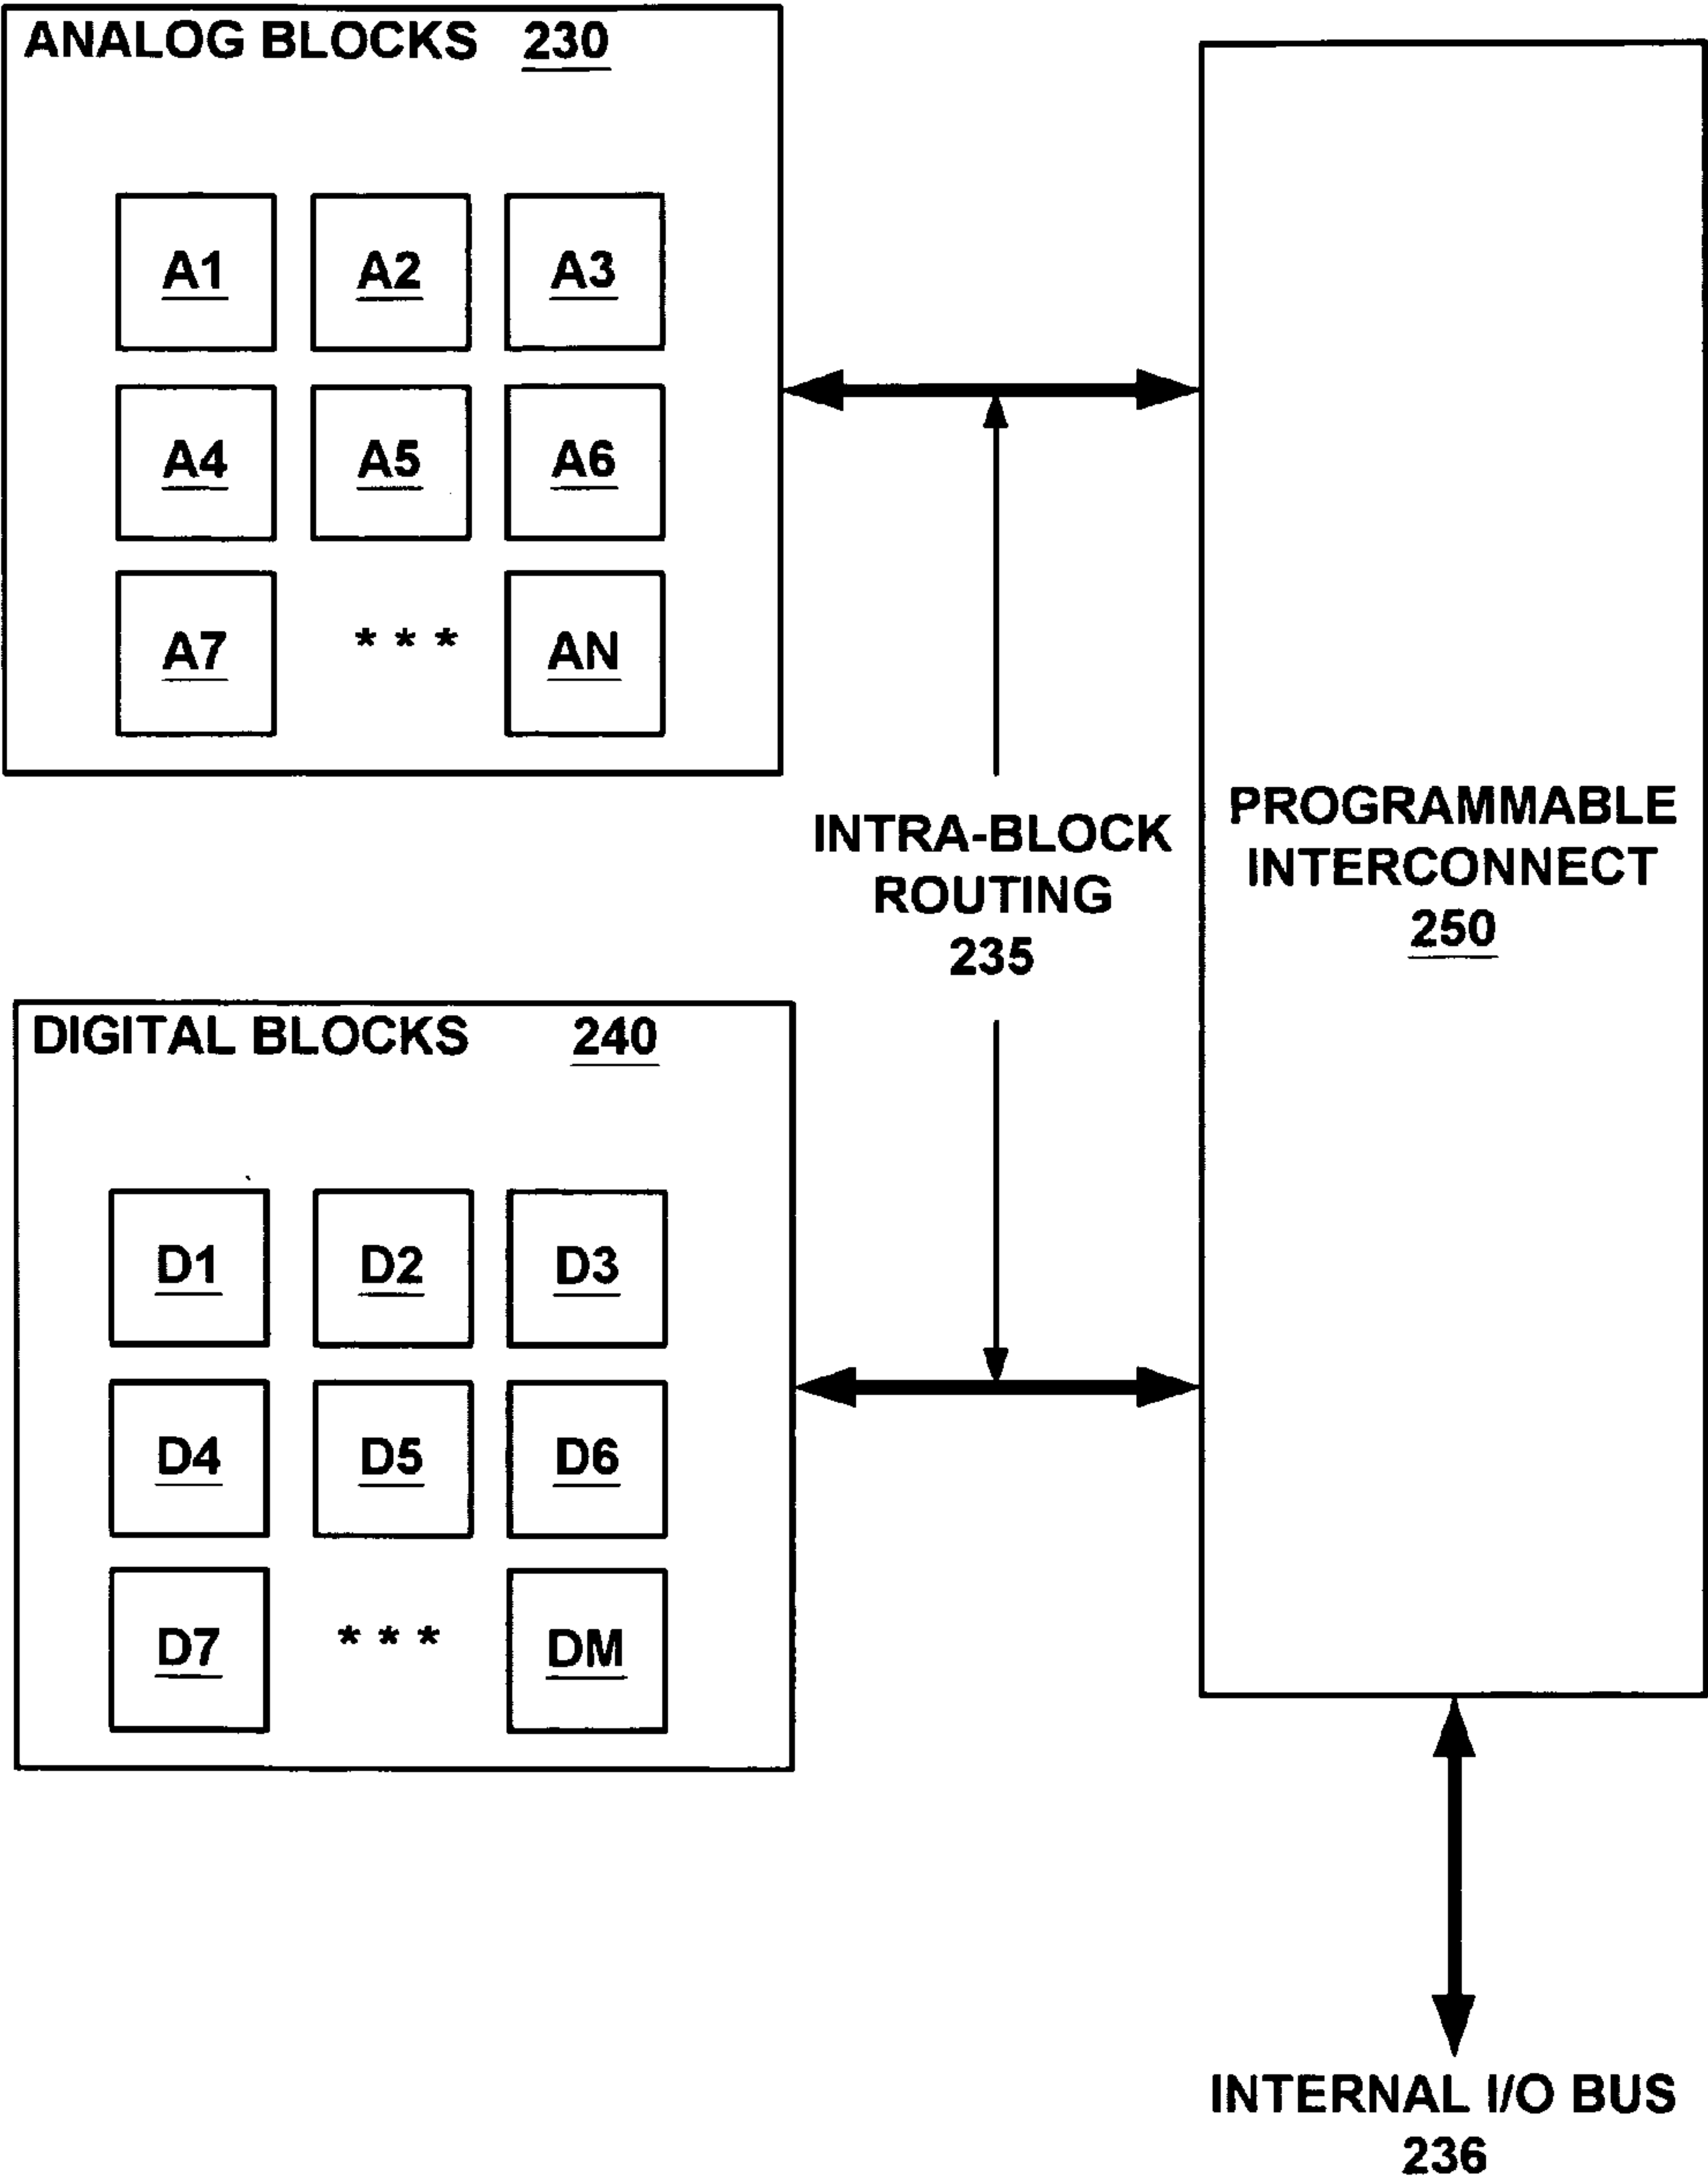 ANALOG BLOCKS 230
A1 A2 A3
A4 A5 A6
A7 * * * AN
INTRA-BLOCK
ROUTING
235
PROGRAMMABLE
INTERCONNECT
250
DIGITAL BLOCKS 240
D1 D2 D3
D4 D5 D6
D7 * * * DM
INTERNAL I/O BUS
236